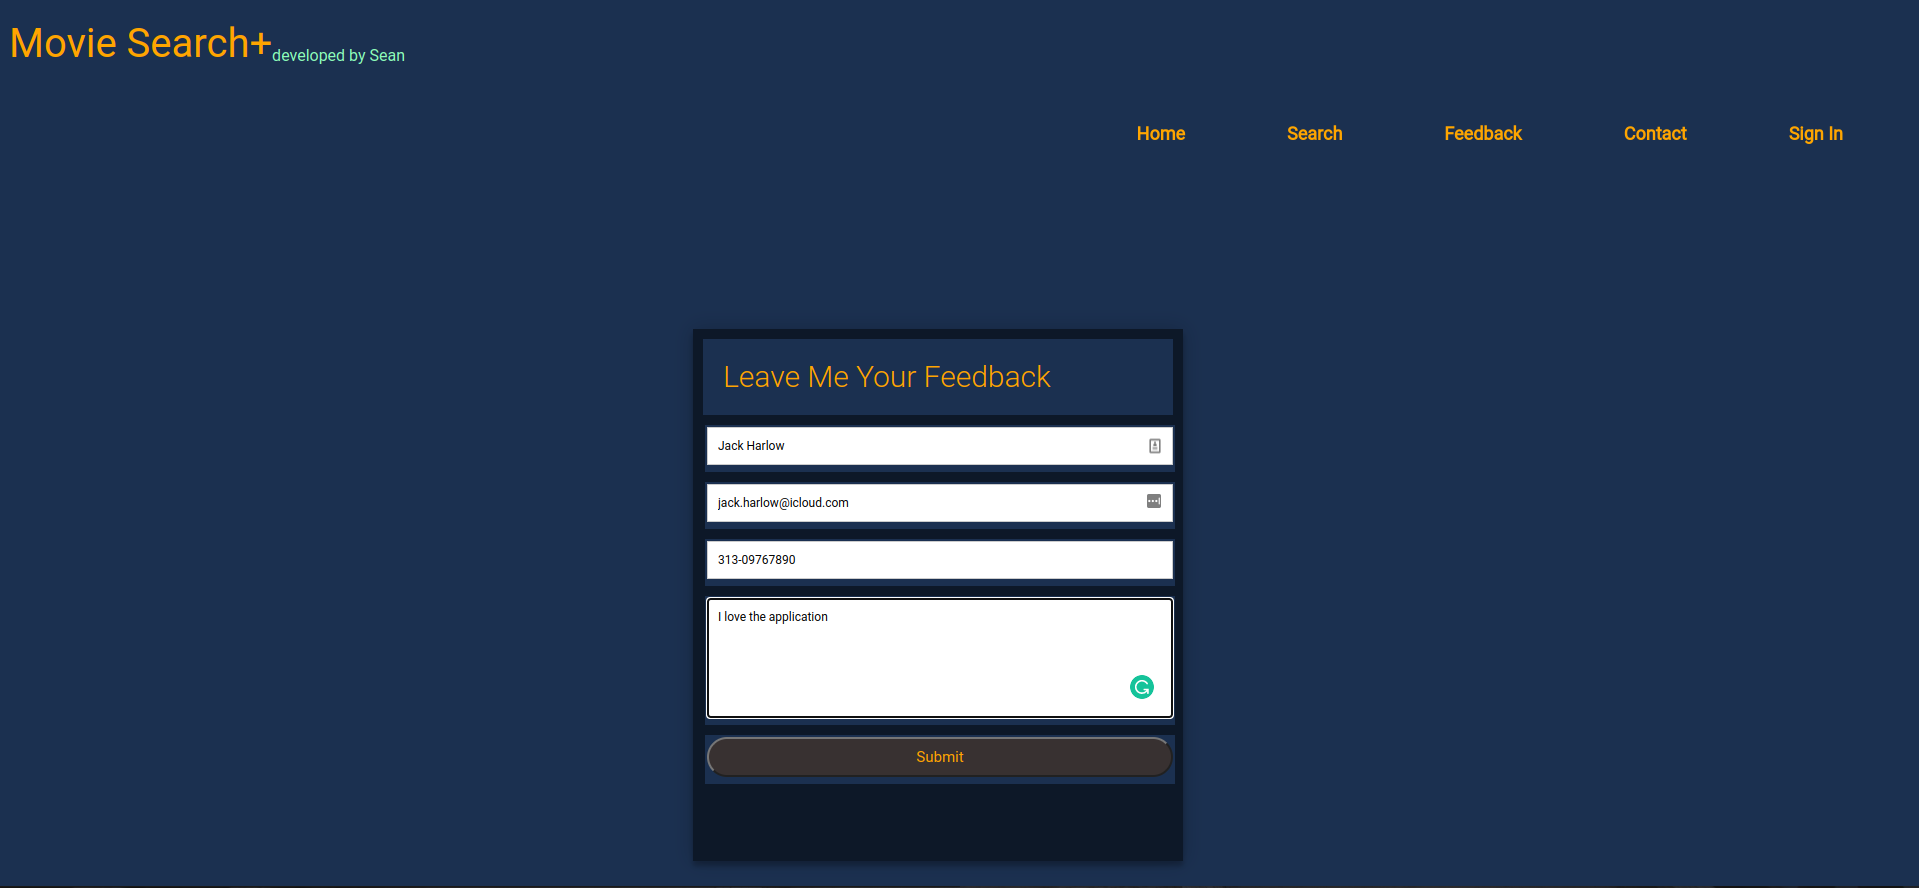 Movie Search+ developed by Sean
Home Search Feedback Contact Sign In
Leave Me Your Feedback
Jack Harlow
jack.harlow@icloud.com
313-09767890
I love the application
Submit